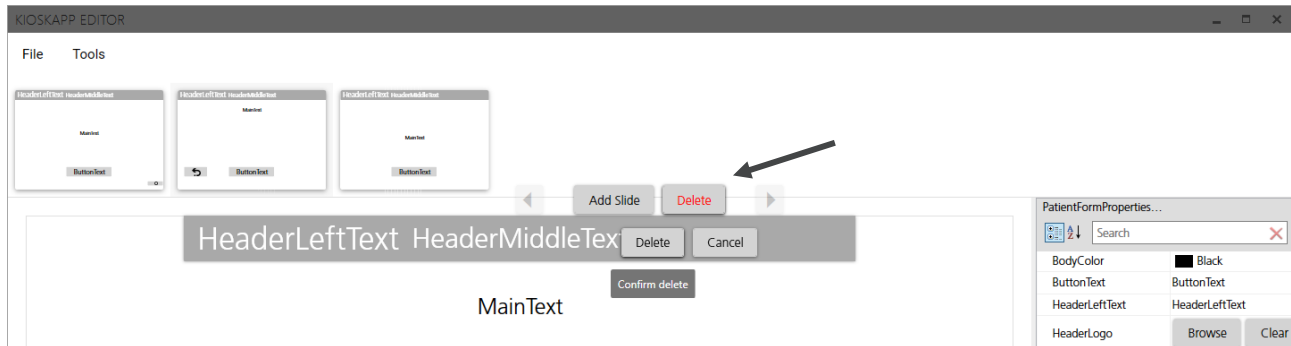 KIOSKAPP EDITOR
File Tools
HeaderLeftText HeaderMiddleText
MainText
ButtonText
HeaderLeftText HeaderMiddleText
MainText
ButtonText
HeaderLeftText HeaderMiddleText
MainText
ButtonText
Add Slide Delete
HeaderLeftText HeaderMiddleTex
Delete Cancel
Confirm delete
MainText
PatientFormProperties...
A
Z
Search
BodyColor Black
ButtonText ButtonText
HeaderLeftText HeaderLeftText
HeaderLogo Browse Clear